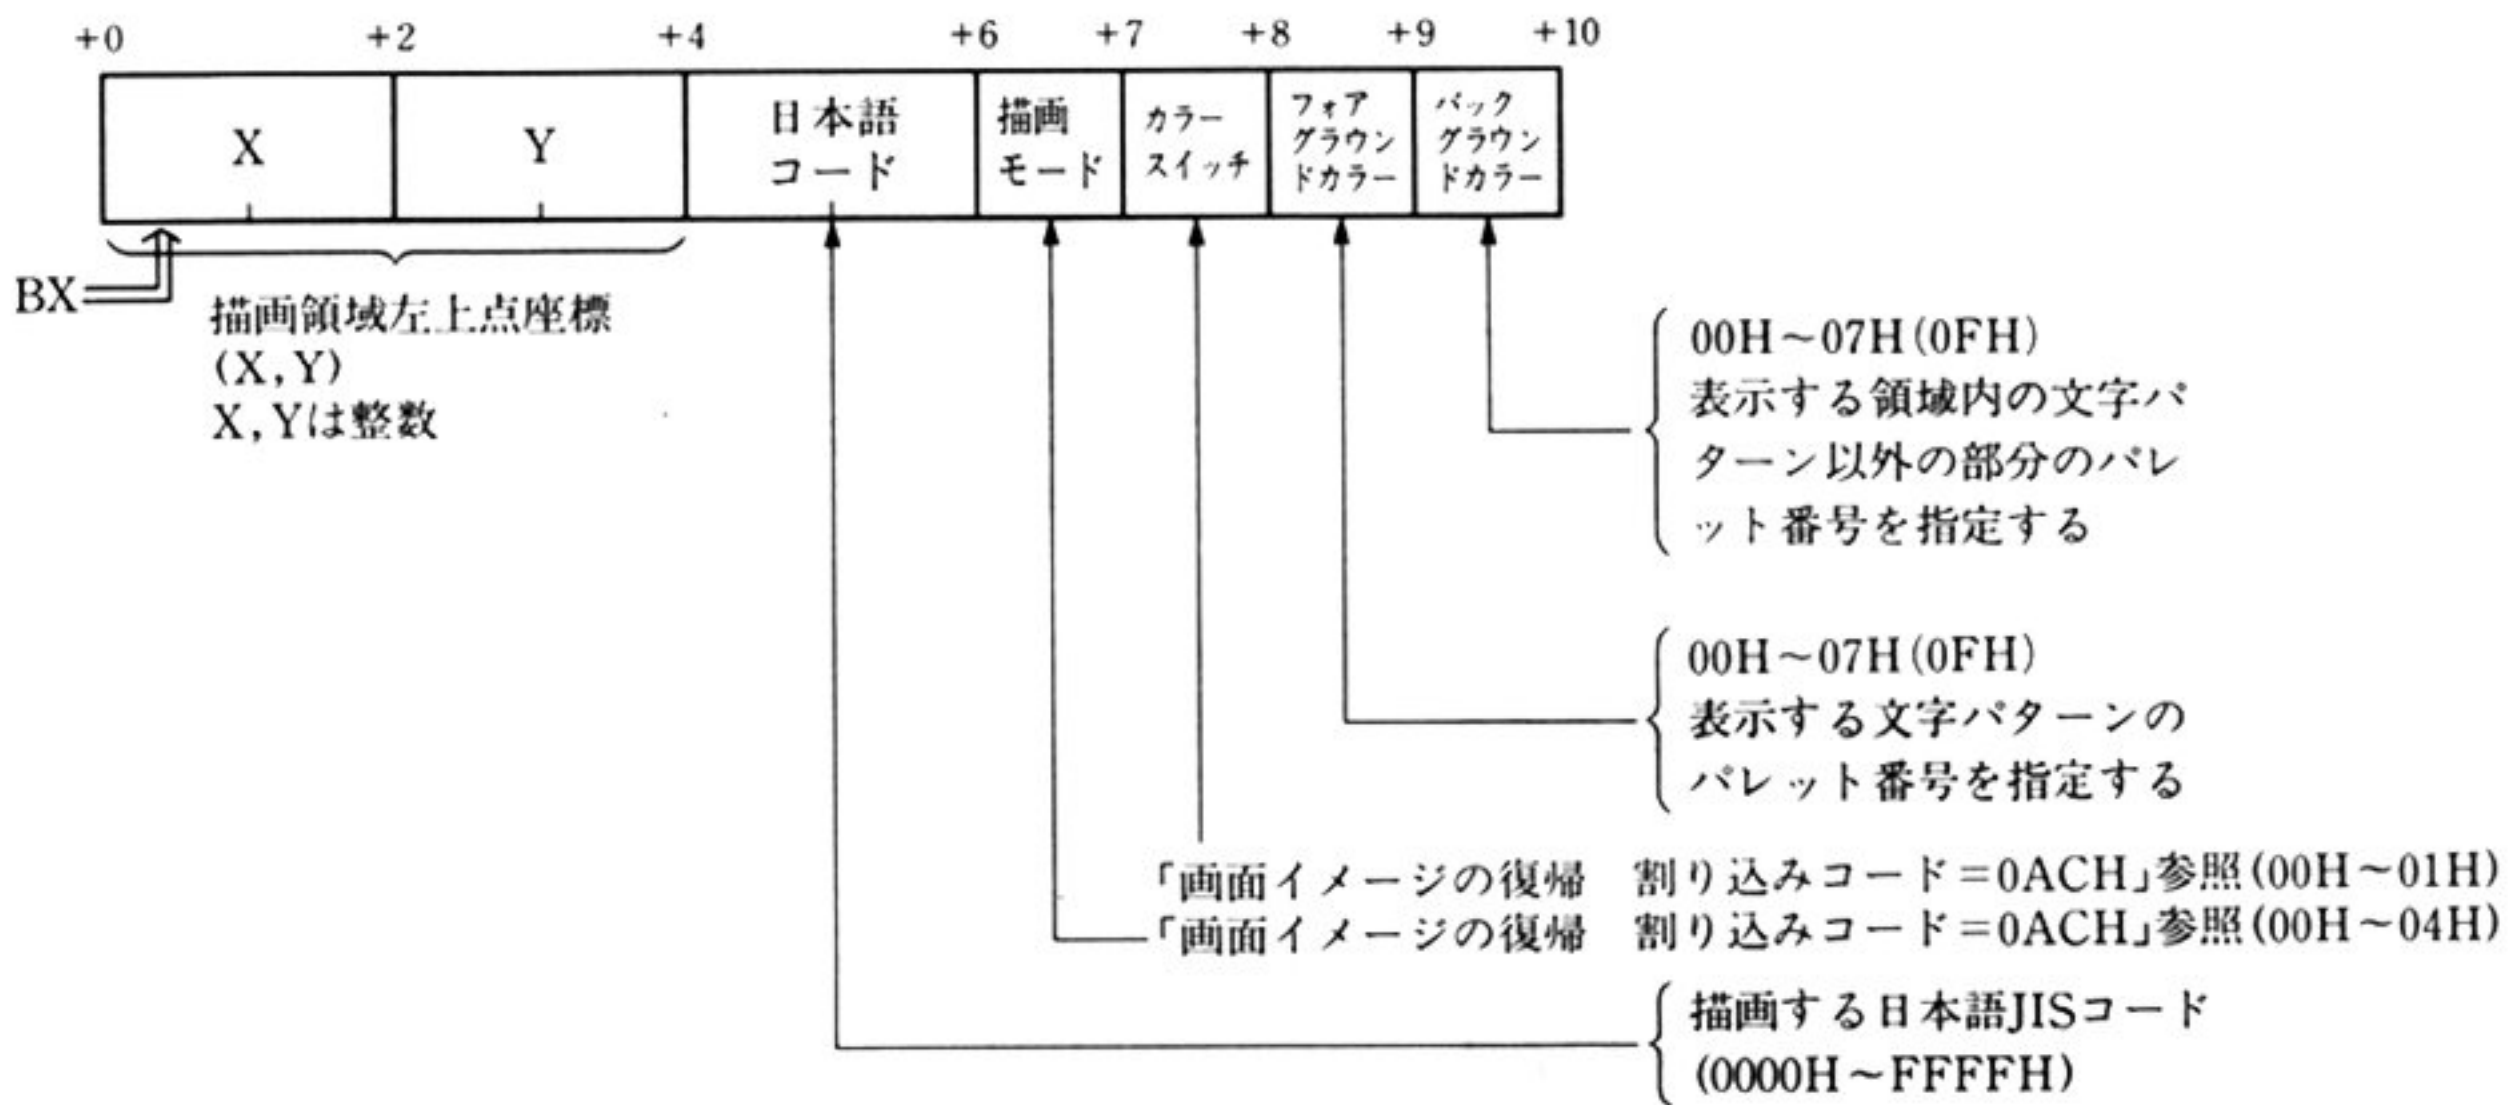 +0 +2 +4 +6 +7 +8 +9 +10
X
Y
日本語
コード
描画
モード
カラー
スイッチ
フォア
グラウン
ドカラー
バック
グラウン
ドカラー
BX
描画領域左上点座標
(X,Y)
X,Yは整数
00H~07H(0FH)
表示する領域内の文字パ
ターン以外の部分のパレ
ット番号を指定する
00H~07H(0FH)
表示する文字パターンの
パレット番号を指定する
「画面イメージの復帰 割り込みコード=0ACH」参照(00H~01H)
「画面イメージの復帰 割り込みコード=0ACH」参照(00H~04H)
描画する日本語JISコード
(0000H~FFFFH)